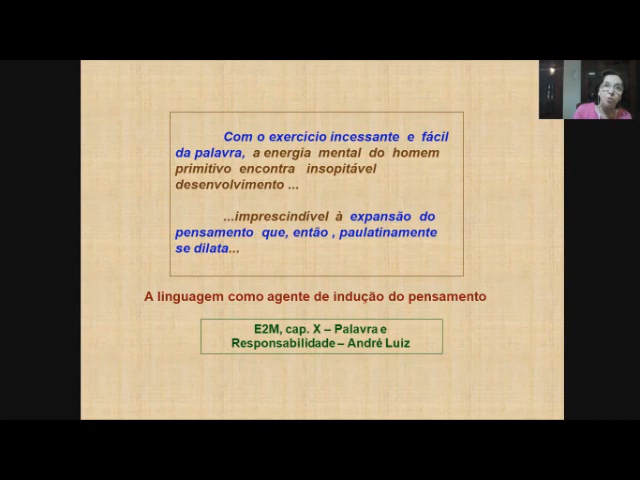 Com o exercício incessante e fácil
da palavra, a energia mental do homem
primitivo encontra insopitável
desenvolvimento ...
...imprescindível à expansão do
pensamento que, então , paulatinamente
se dilata...
A linguagem como agente de indução do pensamento
E2M, cap. X – Palavra e
Responsabilidade – André Luiz